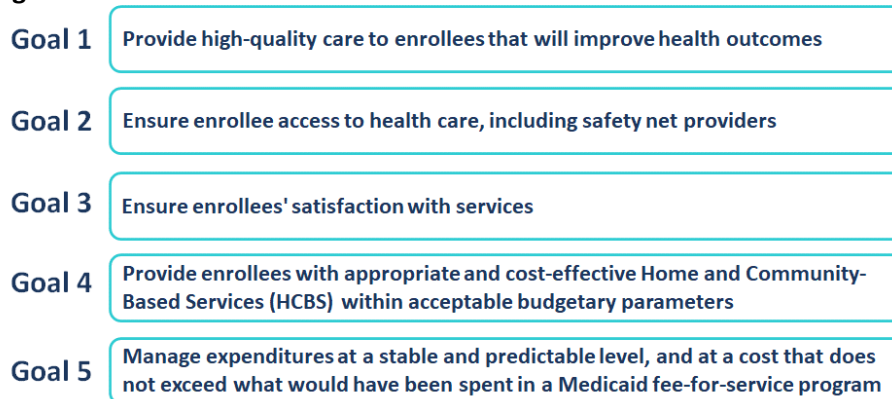 Goal 1
Provide high-quality care to enrollees that will improve health outcomes
Goal 2
Ensure enrollee access to health care, including safety net providers
Goal 3
Ensure enrollees' satisfaction with services
Goal 4
Provide enrollees with appropriate and cost-effective Home and Community-
Based Services (HCBS) within acceptable budgetary parameters
Goal 5
Manage expenditures at a stable and predictable level, and at a cost that does
not exceed what would have been spent in a Medicaid fee-for-service program